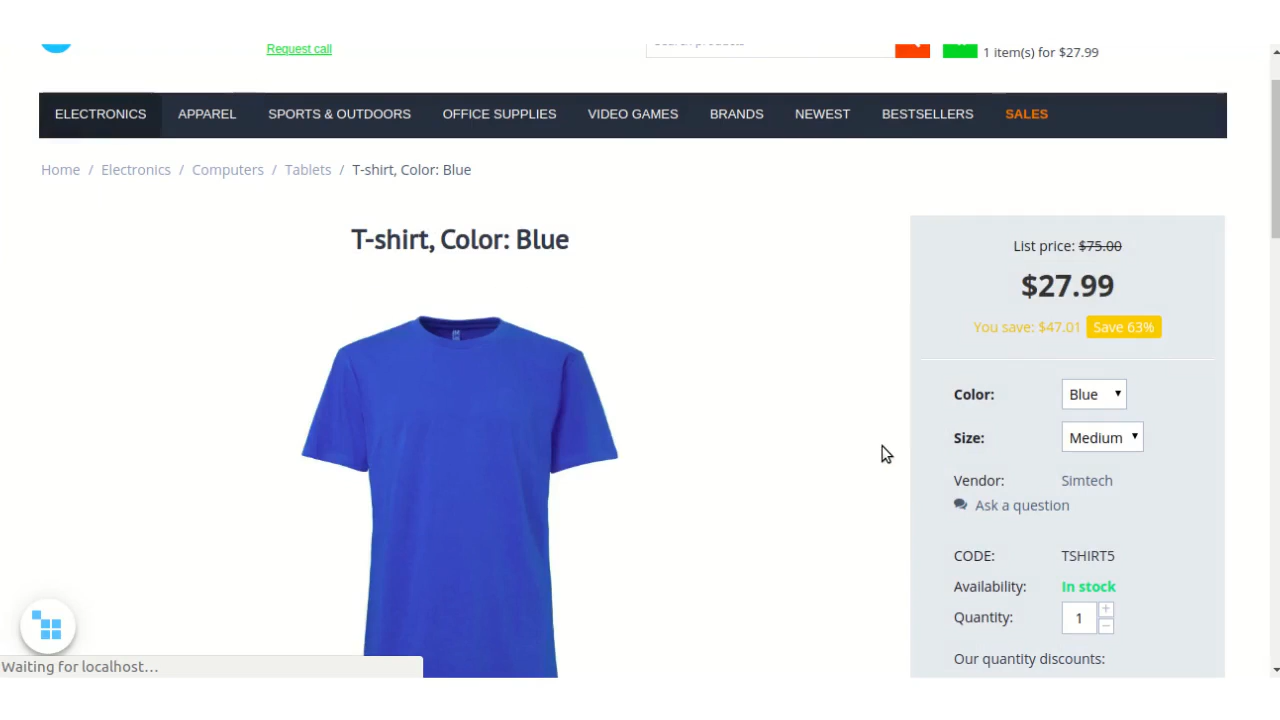 Request call
Search products
1 item(s) for $27.99
ELECTRONICS APPAREL SPORTS & OUTDOORS OFFICE SUPPLIES VIDEO GAMES BRANDS NEWEST BESTSELLERS SALES
Home / Electronics / Computers / Tablets / T-shirt, Color: Blue
T-shirt, Color: Blue
List price: $75.00
$27.99
You save: $47.01 Save 63%
Color: Blue
Size: Medium
Vendor: Simtech
Ask a question
CODE: TSHIRT5
Availability: In stock
Quantity: 1 + −
Our quantity discounts:
Waiting for localhost…